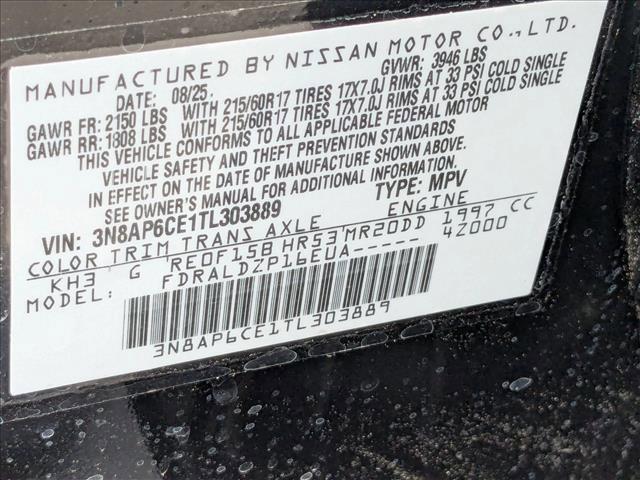 MANUFACTURED BY NISSAN MOTOR CO., LTD.
DATE: 08/25. GVWR: 3946 LBS
GAWR FR: 2150 LBS WITH 215/60R17 TIRES 17X7.0J RIMS AT 33 PSI COLD SINGLE
GAWR RR: 1808 LBS WITH 215/60R17 TIRES 17X7.0J RIMS AT 33 PSI COLD SINGLE
THIS VEHICLE CONFORMS TO ALL APPLICABLE FEDERAL MOTOR
VEHICLE SAFETY AND THEFT PREVENTION STANDARDS
IN EFFECT ON THE DATE OF MANUFACTURE SHOWN ABOVE.
SEE OWNER'S MANUAL FOR ADDITIONAL INFORMATION.
VIN: 3N8AP6CE1TL303889 TYPE: MPV
COLOR TRIM TRANS AXLE ENGINE
KH3 G RE0F15B HR53 MR20DD 1997 CC
MODEL: FDRALDZP16EUA----- 4Z000
3N8AP6CE1TL303889